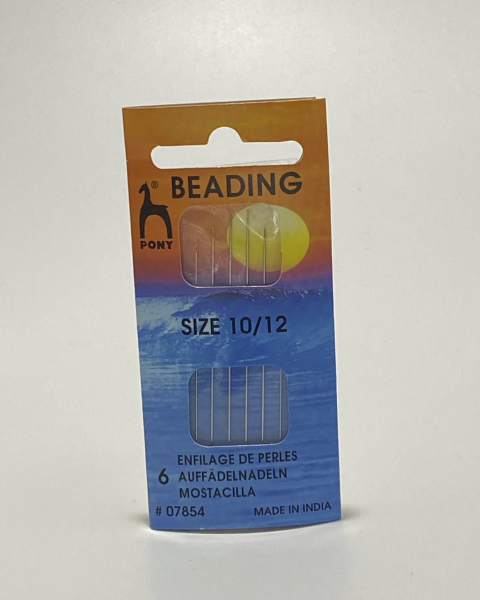 BEADING
®
PONY
SIZE 10/12
ENFILAGE DE PERLES
6 AUFFÄDELNADELN
MOSTACILLA
# 07854 MADE IN INDIA